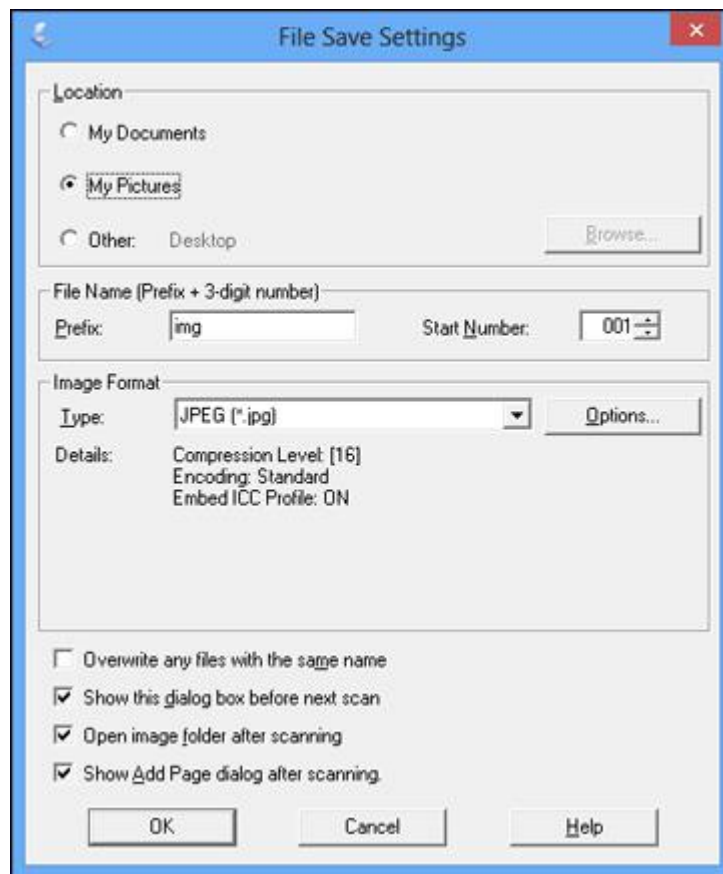 File Save Settings
Location
My Documents
My Pictures
Other: Desktop Browse...
File Name (Prefix + 3-digit number)
Prefix: img Start Number: 001
Image Format
Type: JPEG (*.jpg) Options...
Details: Compression Level: [16]
Encoding: Standard
Embed ICC Profile: ON
Overwrite any files with the same name
Show this dialog box before next scan
Open image folder after scanning
Show Add Page dialog after scanning.
OK Cancel Help